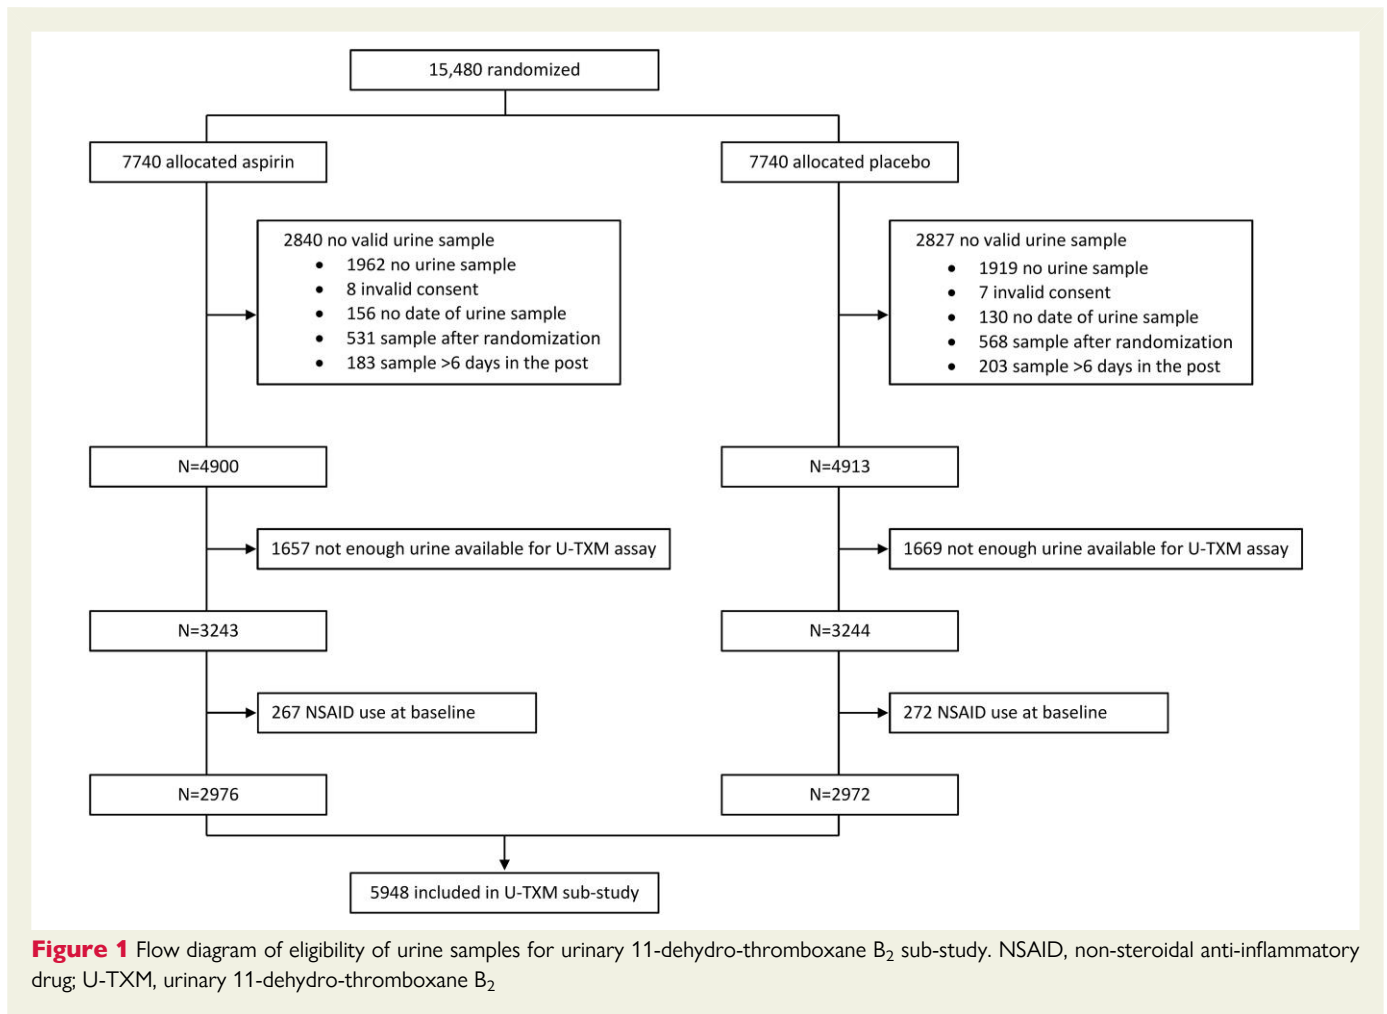 15,480 randomized
7740 allocated aspirin
7740 allocated placebo
2840 no valid urine sample
• 1962 no urine sample
• 8 invalid consent
• 156 no date of urine sample
• 531 sample after randomization
• 183 sample >6 days in the post
2827 no valid urine sample
• 1919 no urine sample
• 7 invalid consent
• 130 no date of urine sample
• 568 sample after randomization
• 203 sample >6 days in the post
N=4900
N=4913
1657 not enough urine available for U-TXM assay
1669 not enough urine available for U-TXM assay
N=3243
N=3244
267 NSAID use at baseline
272 NSAID use at baseline
N=2976
N=2972
5948 included in U-TXM sub-study
Figure 1 Flow diagram of eligibility of urine samples for urinary 11-dehydro-thromboxane B₂ sub-study. NSAID, non-steroidal anti-inflammatory
drug; U-TXM, urinary 11-dehydro-thromboxane B₂